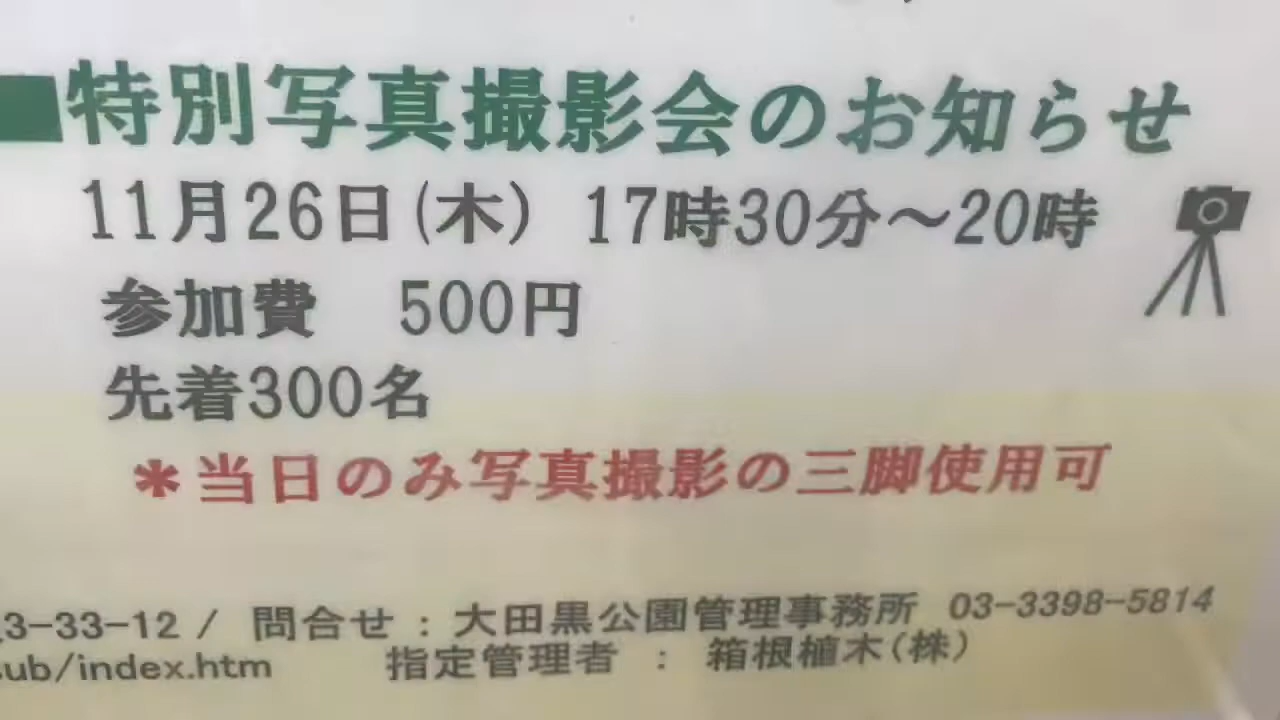 ■特別写真撮影会のお知らせ
11月26日(木) 17時30分～20時
参加費 500円
先着300名
＊当日のみ写真撮影の三脚使用可
3-33-12 / 問合せ : 大田黒公園管理事務所 03-3398-5814
sub/index.htm 指定管理者 : 箱根植木(株)